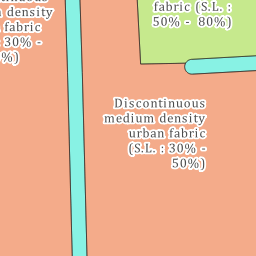 density
fabric
30% -
%)
fabric (S.L. :
50% - 80%)
Discontinuous
medium density
urban fabric
(S.L. : 30% -
50%)